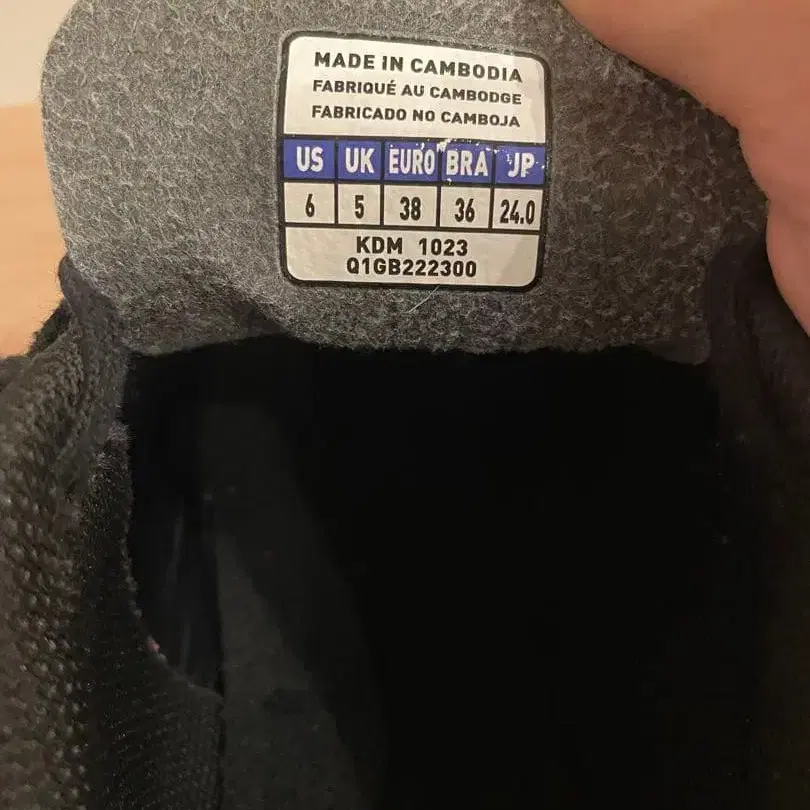 MADE IN CAMBODIA
FABRIQUÉ AU CAMBODGE
FABRICADO NO CAMBOJA
US UK EURO BRA JP
6 5 38 36 24.0
KDM 1023
Q1GB222300